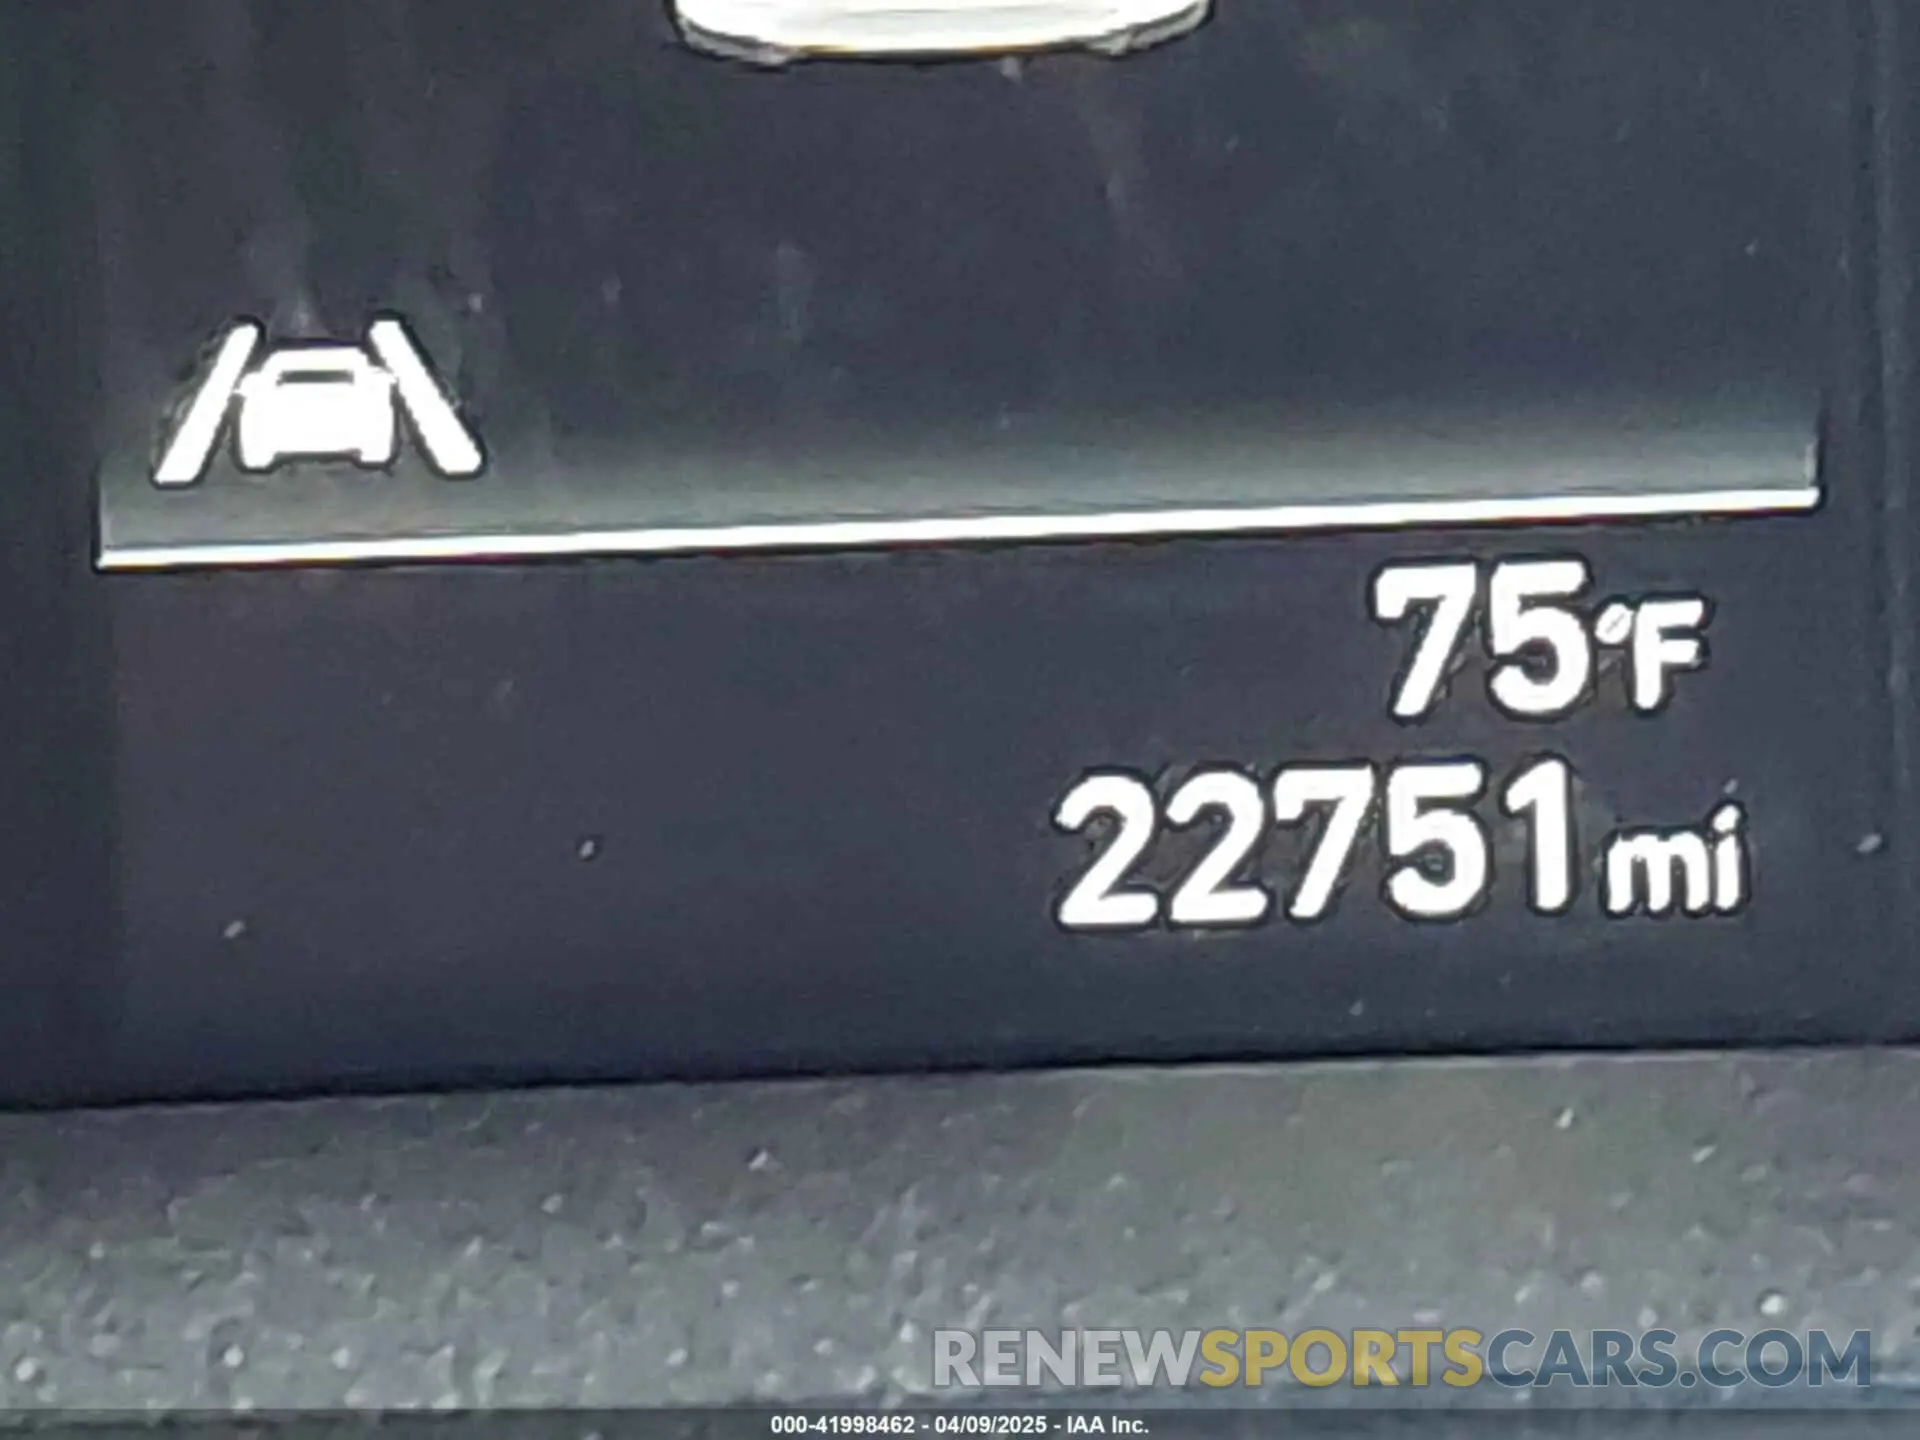 75°F
22751 mi
RENEWSPORTSCARS.COM
000-41998462 - 04/09/2025 - IAA Inc.